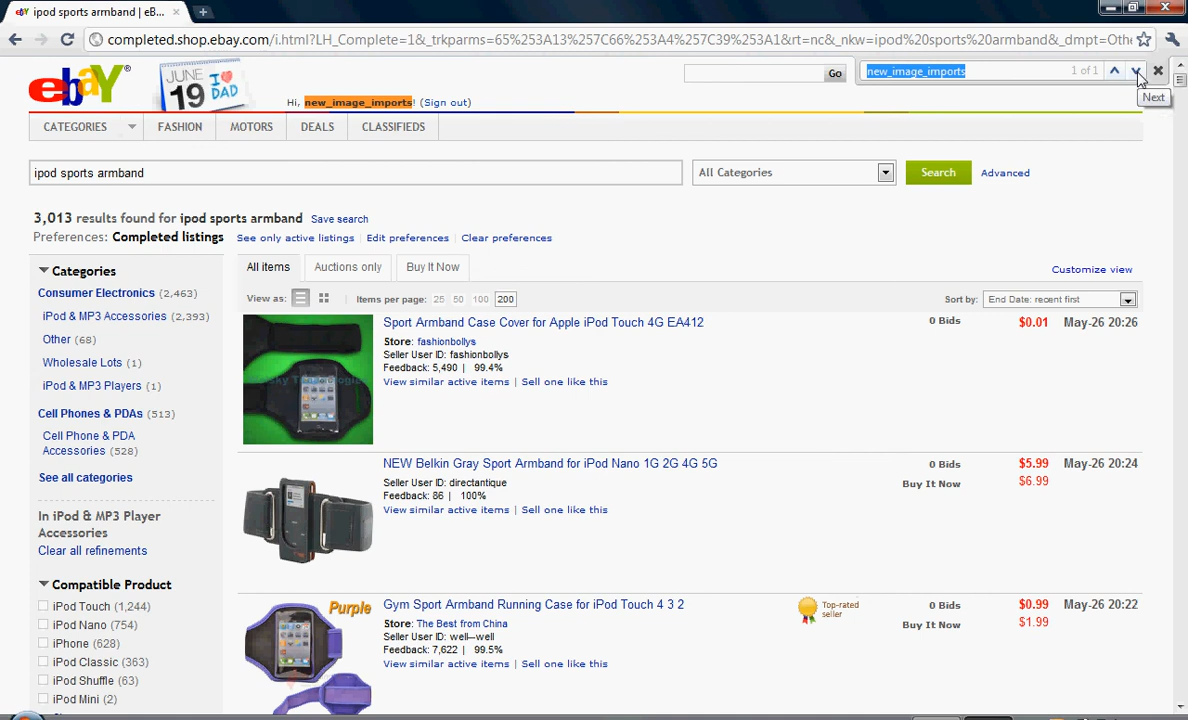 ipod sports armband | eB...
completed.shop.ebay.com/i.html?LH_Complete=1&_trkparms=65%253A13%257C66%253A4%257C39%253A1&rt=nc&_nkw=ipod%20sports%20armband&_dmpt=Othe
ebay®
JUNE
19
I ♥
DAD
Go
new_image_imports
1 of 1
Next
Hi, new_image_imports! (Sign out)
CATEGORIES
FASHION
MOTORS
DEALS
CLASSIFIEDS
ipod sports armband
All Categories
Search
Advanced
3,013 results found for ipod sports armband Save search
Preferences: Completed listings See only active listings | Edit preferences | Clear preferences
Categories
Consumer Electronics (2,463)
iPod & MP3 Accessories (2,393)
Other (68)
Wholesale Lots (1)
iPod & MP3 Players (1)
Cell Phones & PDAs (513)
Cell Phone & PDA
Accessories (528)
See all categories
In iPod & MP3 Player
Accessories
Clear all refinements
Compatible Product
iPod Touch (1,244)
iPod Nano (754)
iPhone (628)
iPod Classic (363)
iPod Shuffle (63)
iPod Mini (2)
All items
Auctions only
Buy It Now
Customize view
View as:
Items per page: 25 50 100 200
Sort by: End Date: recent first
Sport Armband Case Cover for Apple iPod Touch 4G EA412
0 Bids
$0.01
May-26 20:26
Store: fashionbollys
Seller User ID: fashionbollys
Feedback: 5,490 | 99.4%
View similar active items | Sell one like this
NEW Belkin Gray Sport Armband for iPod Nano 1G 2G 4G 5G
0 Bids
$5.99
May-26 20:24
Buy It Now
$6.99
Seller User ID: directantique
Feedback: 86 | 100%
View similar active items | Sell one like this
Purple
Gym Sport Armband Running Case for iPod Touch 4 3 2
Top-rated
seller
0 Bids
$0.99
May-26 20:22
Buy It Now
$1.99
Store: The Best from China
Seller User ID: well---well
Feedback: 7,622 | 99.5%
View similar active items | Sell one like this